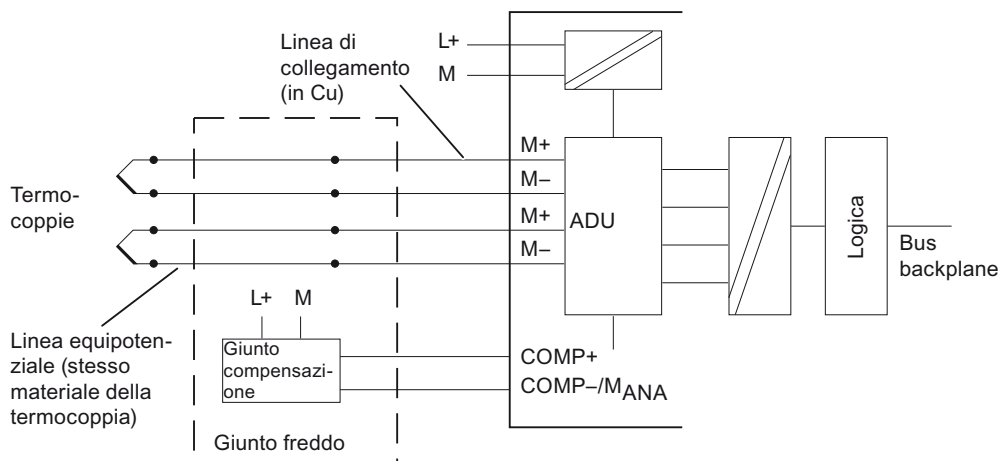 Linea di
collegamento
(in Cu)
L+
M
M+
M–
M+
M–
Termo-
coppie
ADU
Logica
Bus
backplane
L+ M
Linea equipoten-
ziale (stesso
materiale della
termocoppia)
Giunto
compensazi-
one
COMP+
COMP–/MANA
Giunto freddo